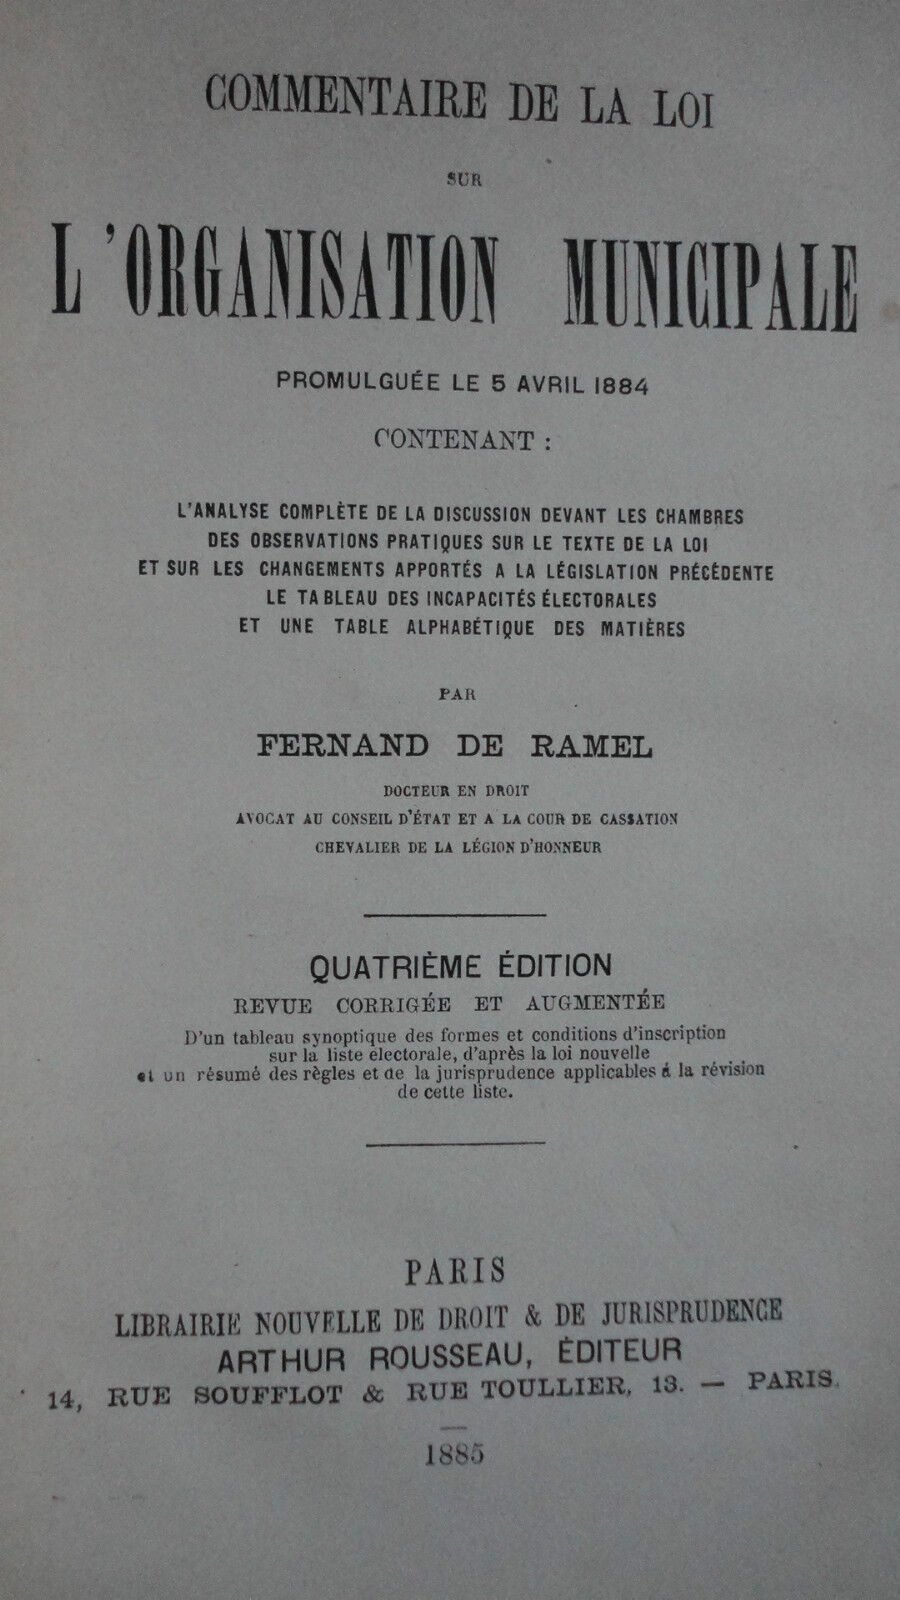 COMMENTAIRE DE LA LOI
SUR
L'ORGANISATION MUNICIPALE
PROMULGUÉE LE 5 AVRIL 1884
CONTENANT :
L'ANALYSE COMPLÈTE DE LA DISCUSSION DEVANT LES CHAMBRES
DES OBSERVATIONS PRATIQUES SUR LE TEXTE DE LA LOI
ET SUR LES CHANGEMENTS APPORTÉS A LA LÉGISLATION PRÉCÉDENTE
LE TABLEAU DES INCAPACITÉS ÉLECTORALES
ET UNE TABLE ALPHABÉTIQUE DES MATIÈRES
PAR
FERNAND DE RAMEL
DOCTEUR EN DROIT
AVOCAT AU CONSEIL D'ÉTAT ET A LA COUR DE CASSATION
CHEVALIER DE LA LÉGION D'HONNEUR
QUATRIÈME ÉDITION
REVUE CORRIGÉE ET AUGMENTÉE
D'un tableau synoptique des formes et conditions d'inscription
sur la liste électorale, d'après la loi nouvelle
et un résumé des règles et de la jurisprudence applicables á la révision
de cette liste.
PARIS
LIBRAIRIE NOUVELLE DE DROIT & DE JURISPRUDENCE
ARTHUR ROUSSEAU, ÉDITEUR
14, RUE SOUFFLOT & RUE TOULLIER, 13. — PARIS.
1885